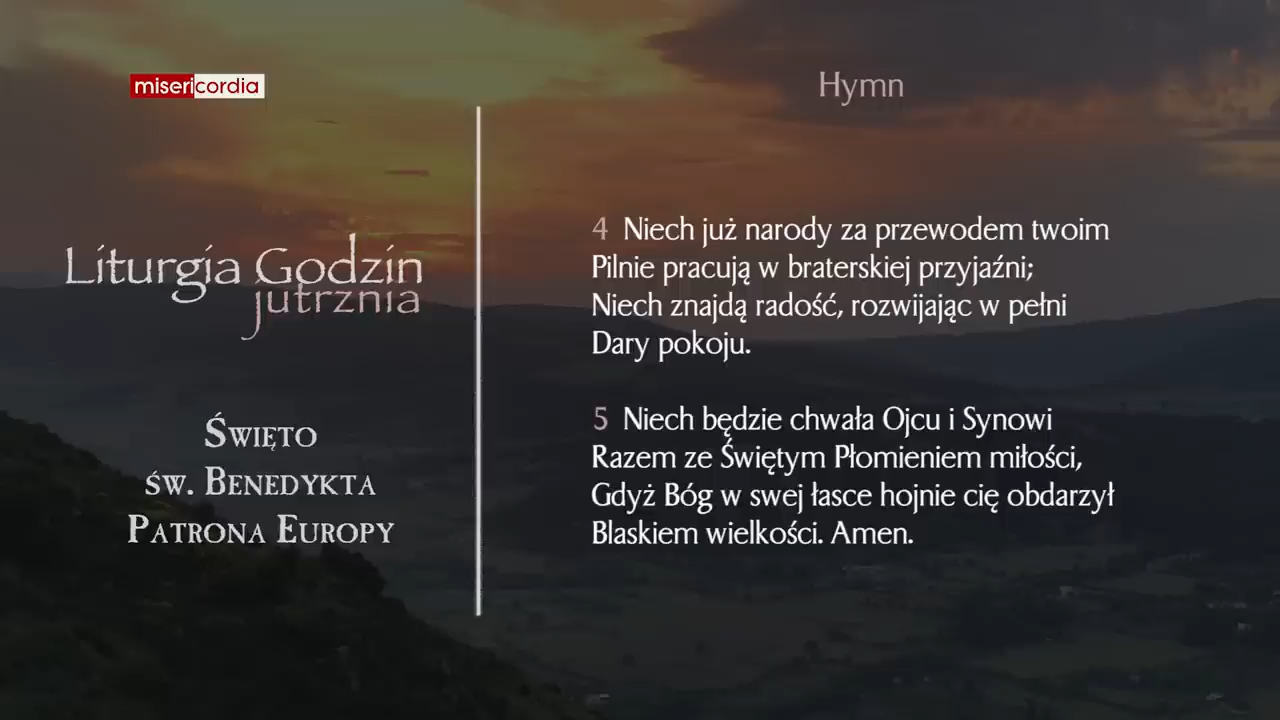 misericordia
Liturgia Godzin
jutrznia
Święto
św. Benedykta
Patrona Europy
Hymn
4 Niech już narody za przewodem twoim
Pilnie pracują w braterskiej przyjaźni;
Niech znajdą radość, rozwijając w pełni
Dary pokoju.
5 Niech będzie chwała Ojcu i Synowi
Razem ze Świętym Płomieniem miłości,
Gdyż Bóg w swej łasce hojnie cię obdarzył
Blaskiem wielkości. Amen.